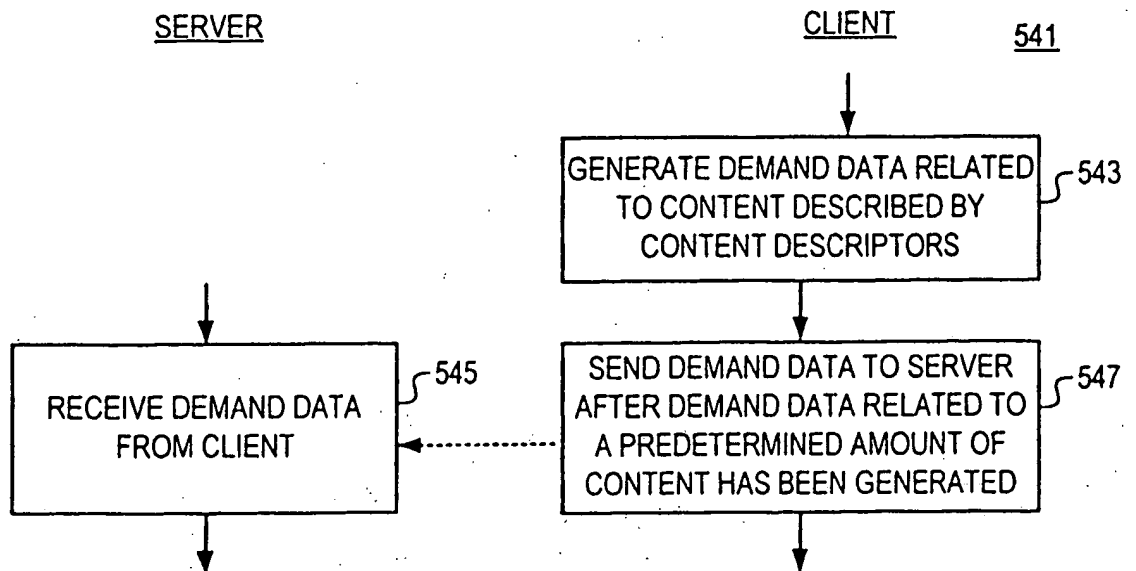 SERVER
CLIENT
541
GENERATE DEMAND DATA RELATED
TO CONTENT DESCRIBED BY
CONTENT DESCRIPTORS
543
RECEIVE DEMAND DATA
FROM CLIENT
545
SEND DEMAND DATA TO SERVER
AFTER DEMAND DATA RELATED TO
A PREDETERMINED AMOUNT OF
CONTENT HAS BEEN GENERATED
547